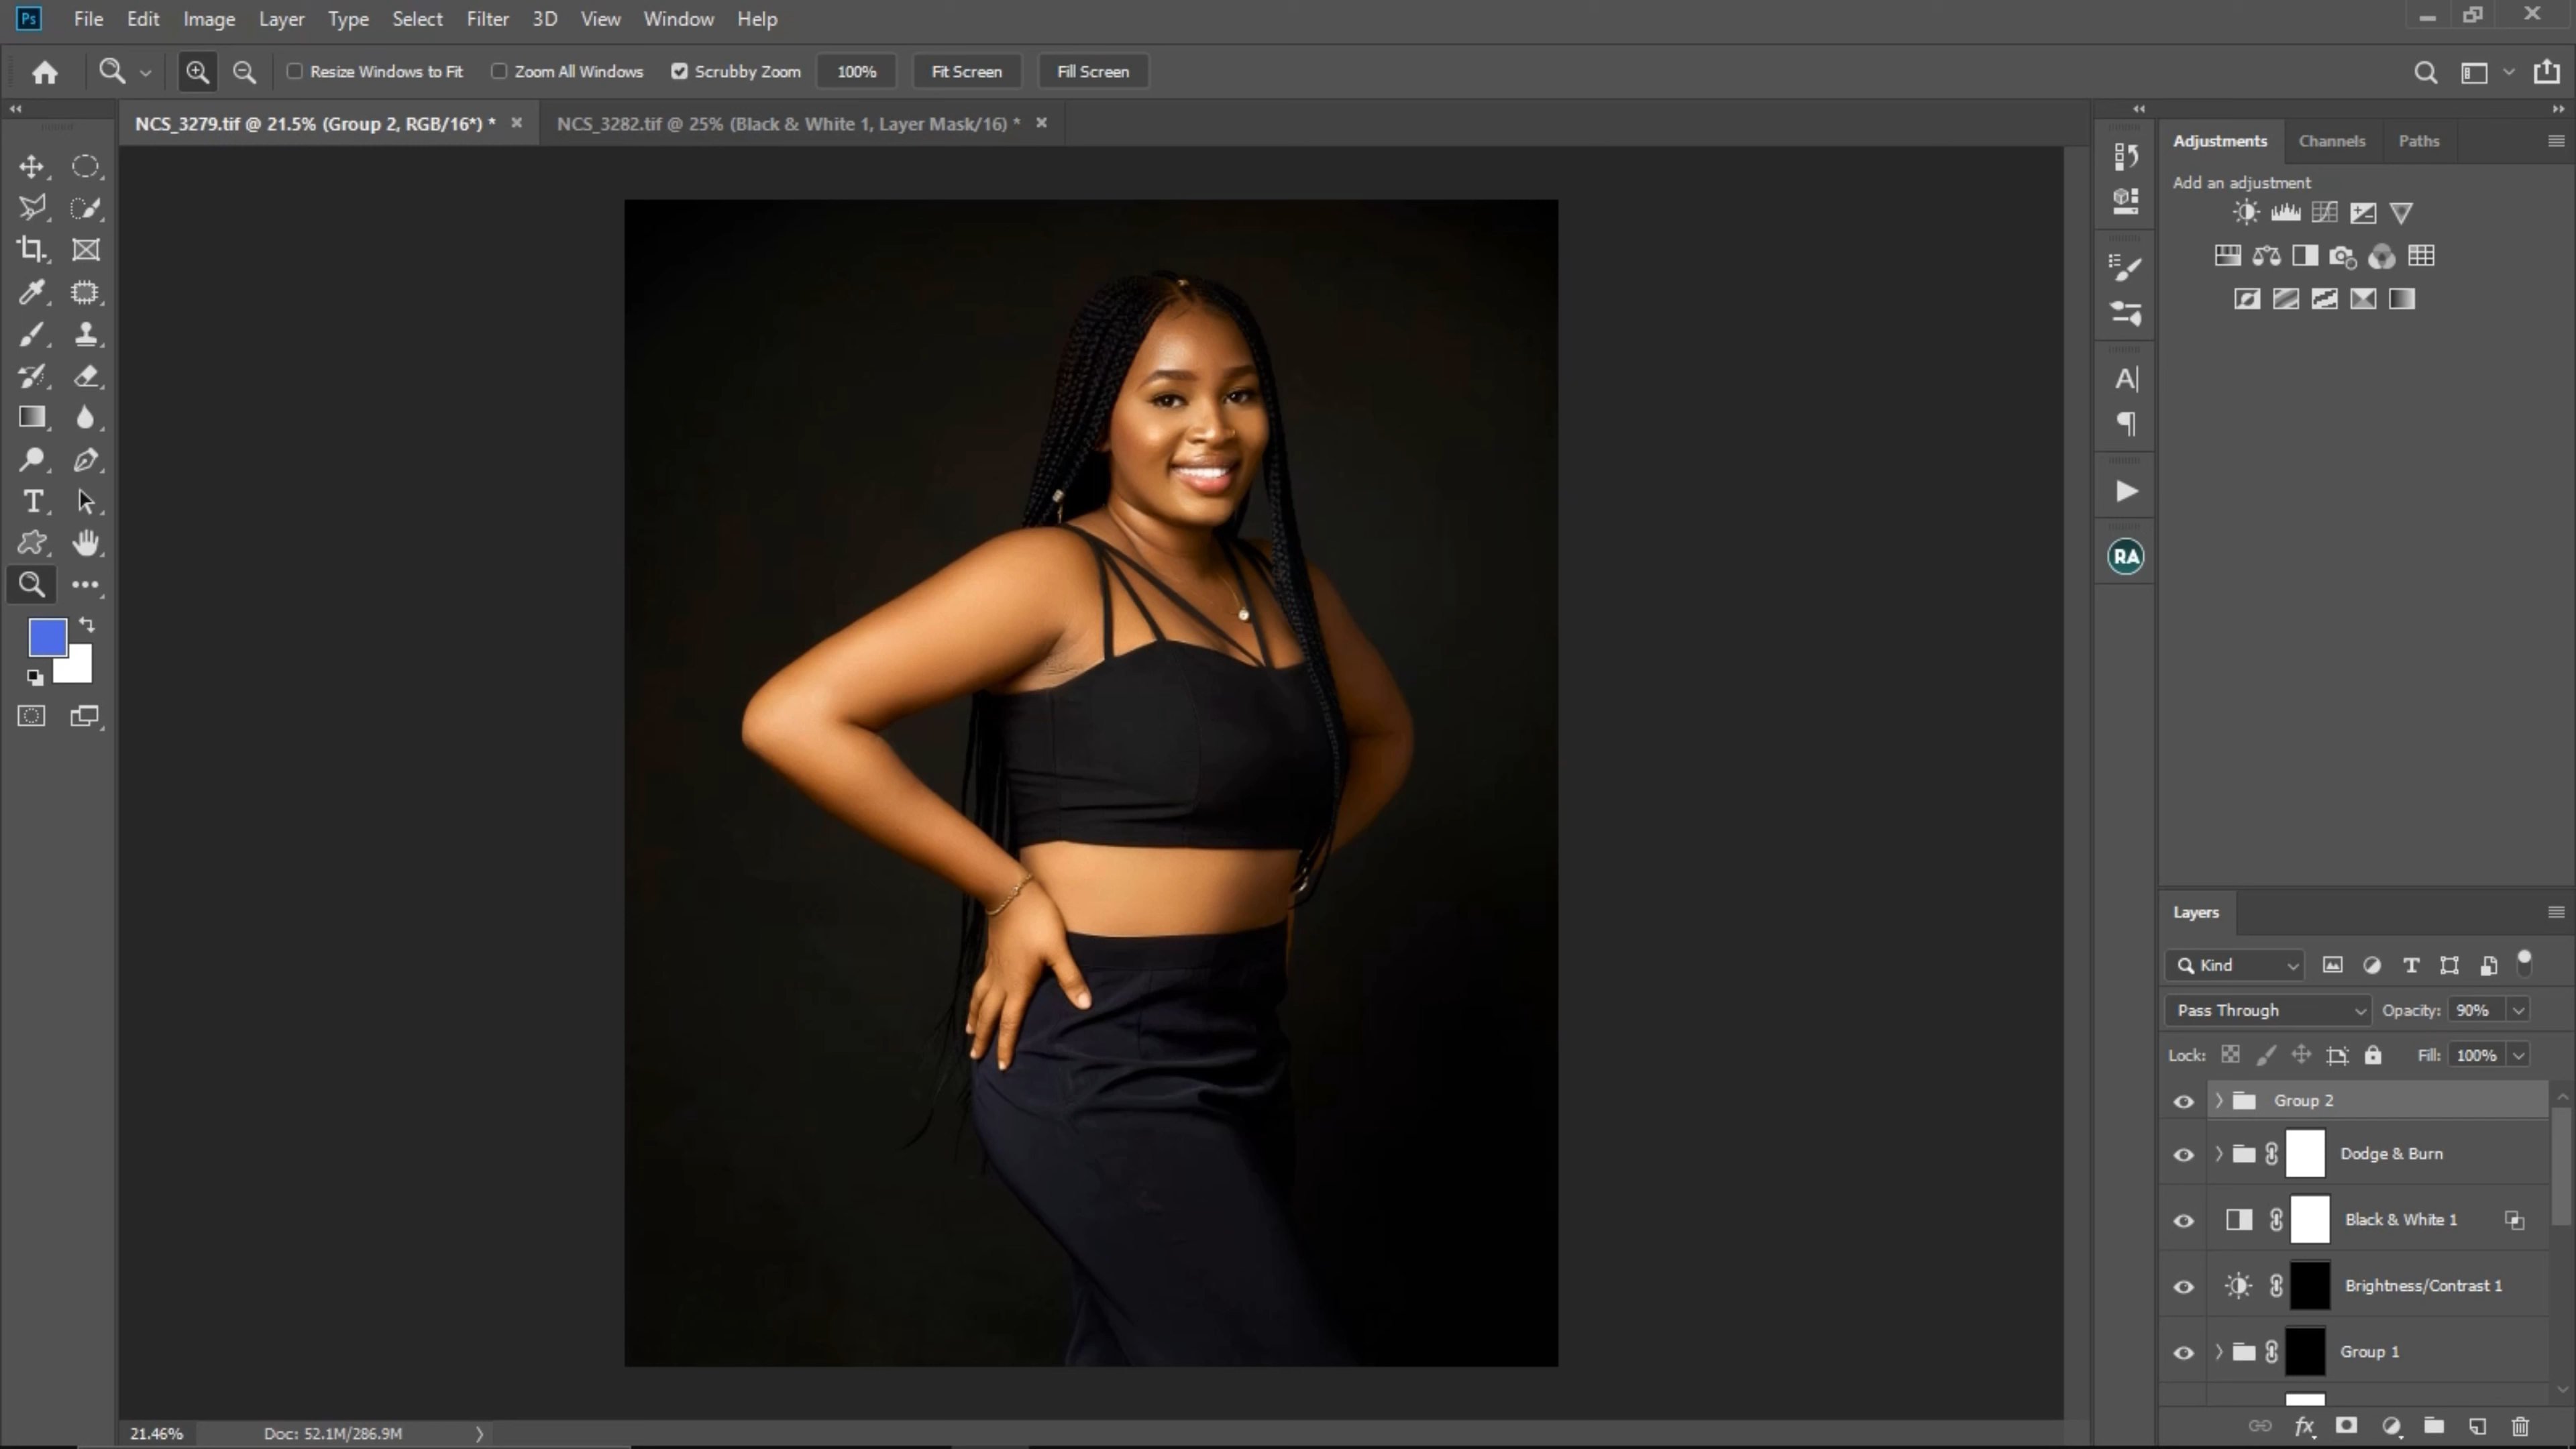 Ps File Edit Image Layer Type Select Filter 3D View Window Help
Resize Windows to Fit Zoom All Windows Scrubby Zoom 100% Fit Screen Fill Screen
NCS_3279.tif @ 21.5% (Group 2, RGB/16*) * × NCS_3282.tif @ 25% (Black & White 1, Layer Mask/16) * ×
Adjustments Channels Paths
Add an adjustment
RA
Layers
Kind
Pass Through Opacity: 90%
Lock: Fill: 100%
Group 2
Dodge & Burn
Black & White 1
Brightness/Contrast 1
Group 1
fx
21.46% Doc: 52.1M/286.9M